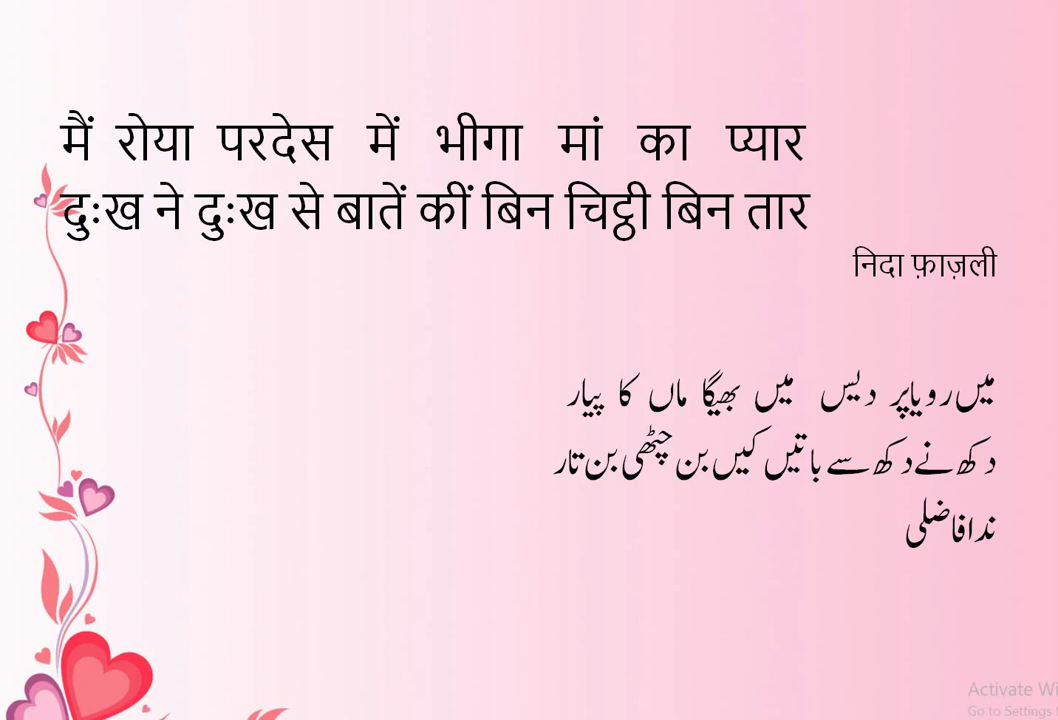 मैं रोया परदेस में भीगा मां का प्यार
दुःख ने दुःख से बातें कीं बिन चिट्ठी बिन तार
निदा फ़ाज़ली
میں رویا پر دیس میں بھیگا ماں کا پیار
دکھ نے دکھ سے باتیں کیں بن چٹھی بن تار
ندا فاضلی
Activate Wi
Go to Settings